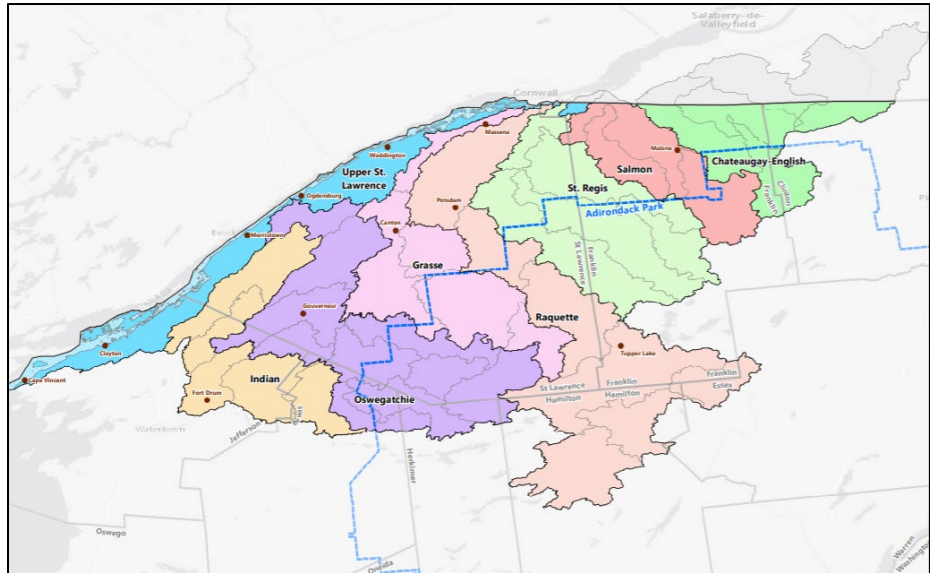 Salaberry-de-
Valleyfield
Cornwall
Massena
Waddington
Malone
Chateaugay-English
Upper St.
Lawrence
Salmon
St. Regis
Ogdensburg
Potsdam
Adirondack Park
Franklin
Clinton
Canton
Morristown
Grasse
St Lawrence
Franklin
Gouverneur
Raquette
Clayton
Tupper Lake
Cape Vincent
Indian
Fort Drum
Oswegatchie
St Lawrence
Hamilton
Franklin
Hamilton
Franklin
Essex
Jefferson
Lewis
Watertown
Herkimer
Oswego
Oneida
Warren
Washington